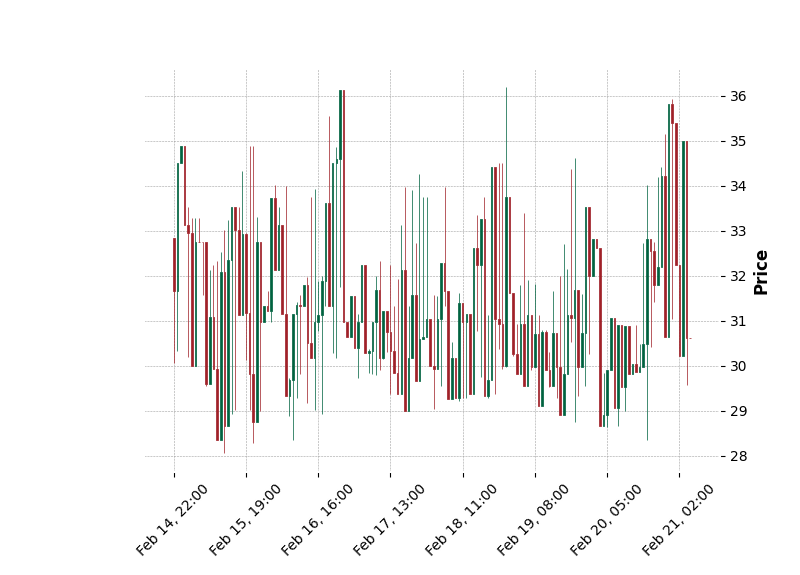 36
35
34
33
32
31
30
29
28
Price
Feb 14, 22:00
Feb 15, 19:00
Feb 16, 16:00
Feb 17, 13:00
Feb 18, 11:00
Feb 19, 08:00
Feb 20, 05:00
Feb 21, 02:00